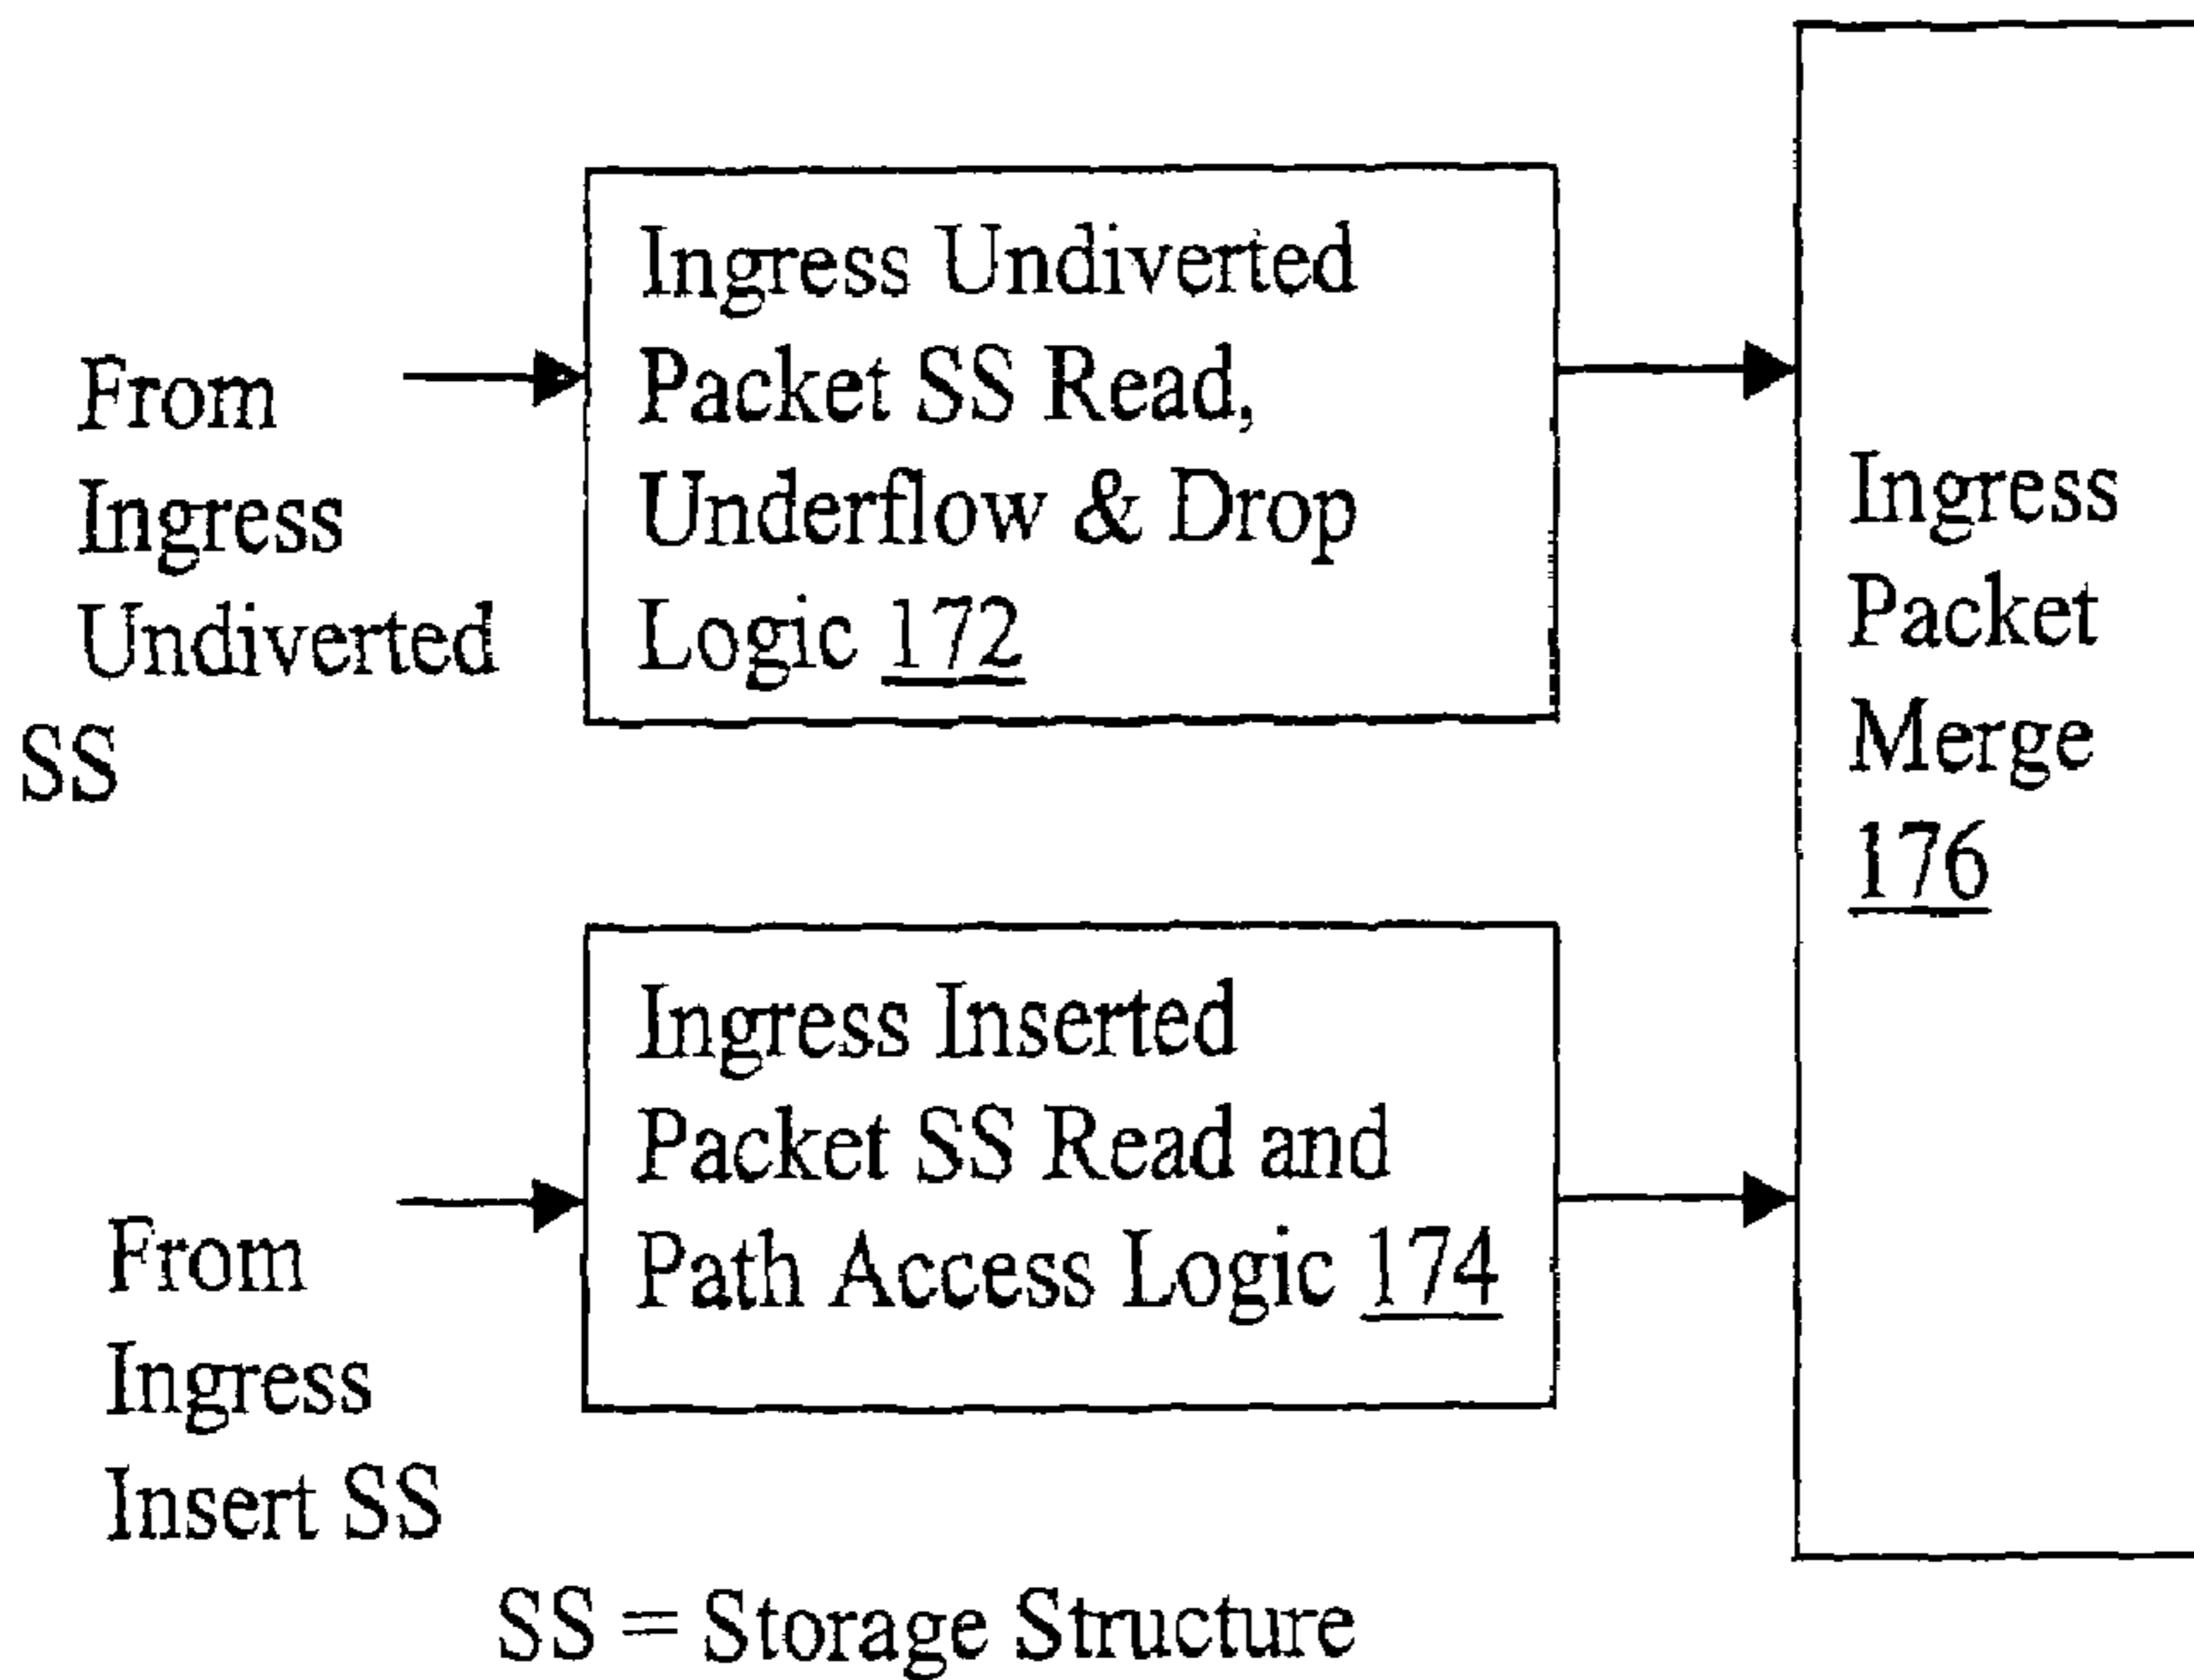 From
Ingress
Undiverted
SS
Ingress Undiverted
Packet SS Read,
Underflow & Drop
Logic 172
Ingress
Packet
Merge
176
From
Ingress
Insert SS
Ingress Inserted
Packet SS Read and
Path Access Logic 174
SS = Storage Structure